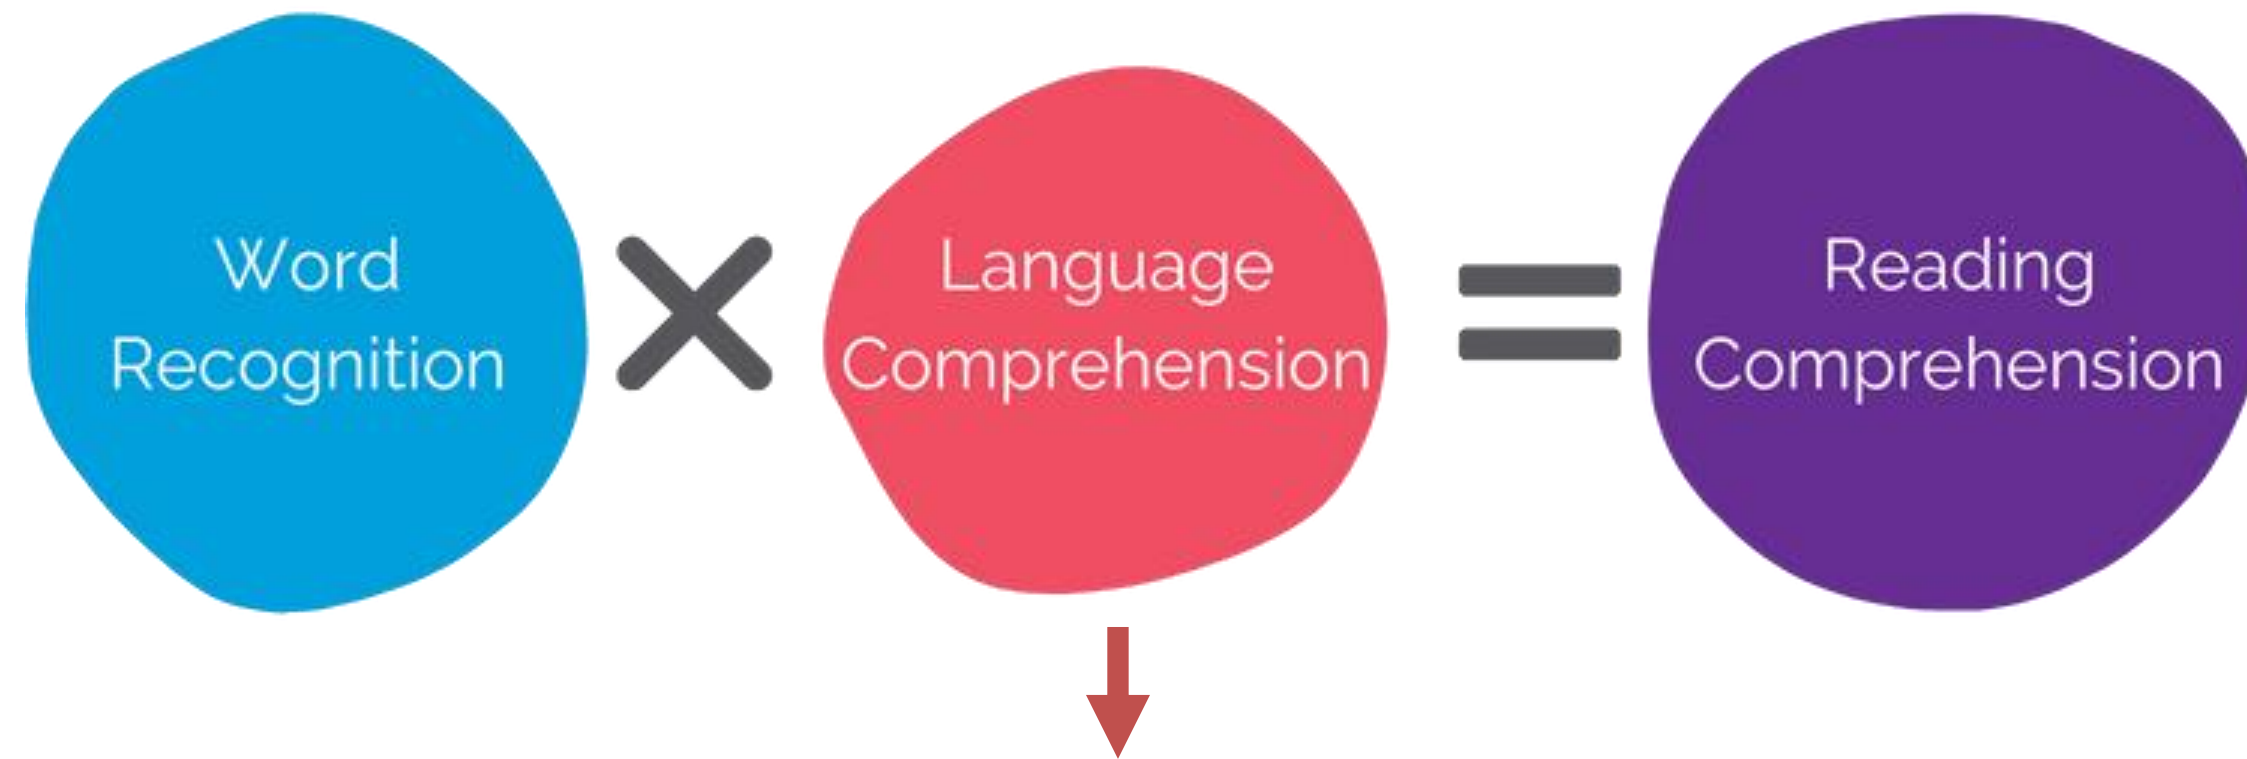 Word
Recognition
Language
Comprehension
Reading
Comprehension